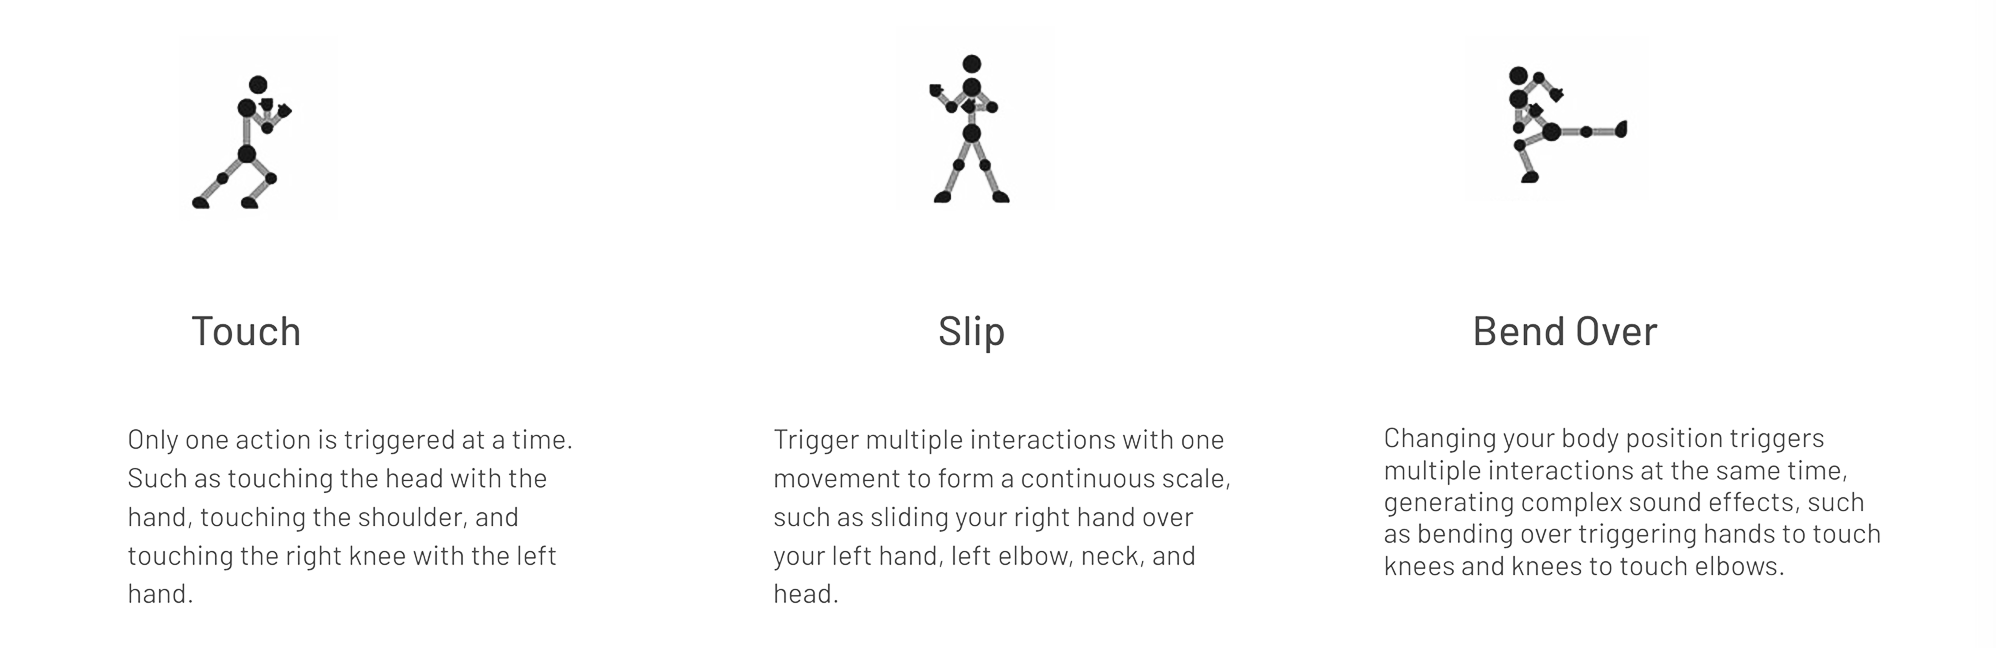 Touch
Only one action is triggered at a time.
Such as touching the head with the
hand, touching the shoulder, and
touching the right knee with the left
hand.
Slip
Trigger multiple interactions with one
movement to form a continuous scale,
such as sliding your right hand over
your left hand, left elbow, neck, and
head.
Bend Over
Changing your body position triggers
multiple interactions at the same time,
generating complex sound effects, such
as bending over triggering hands to touch
knees and knees to touch elbows.